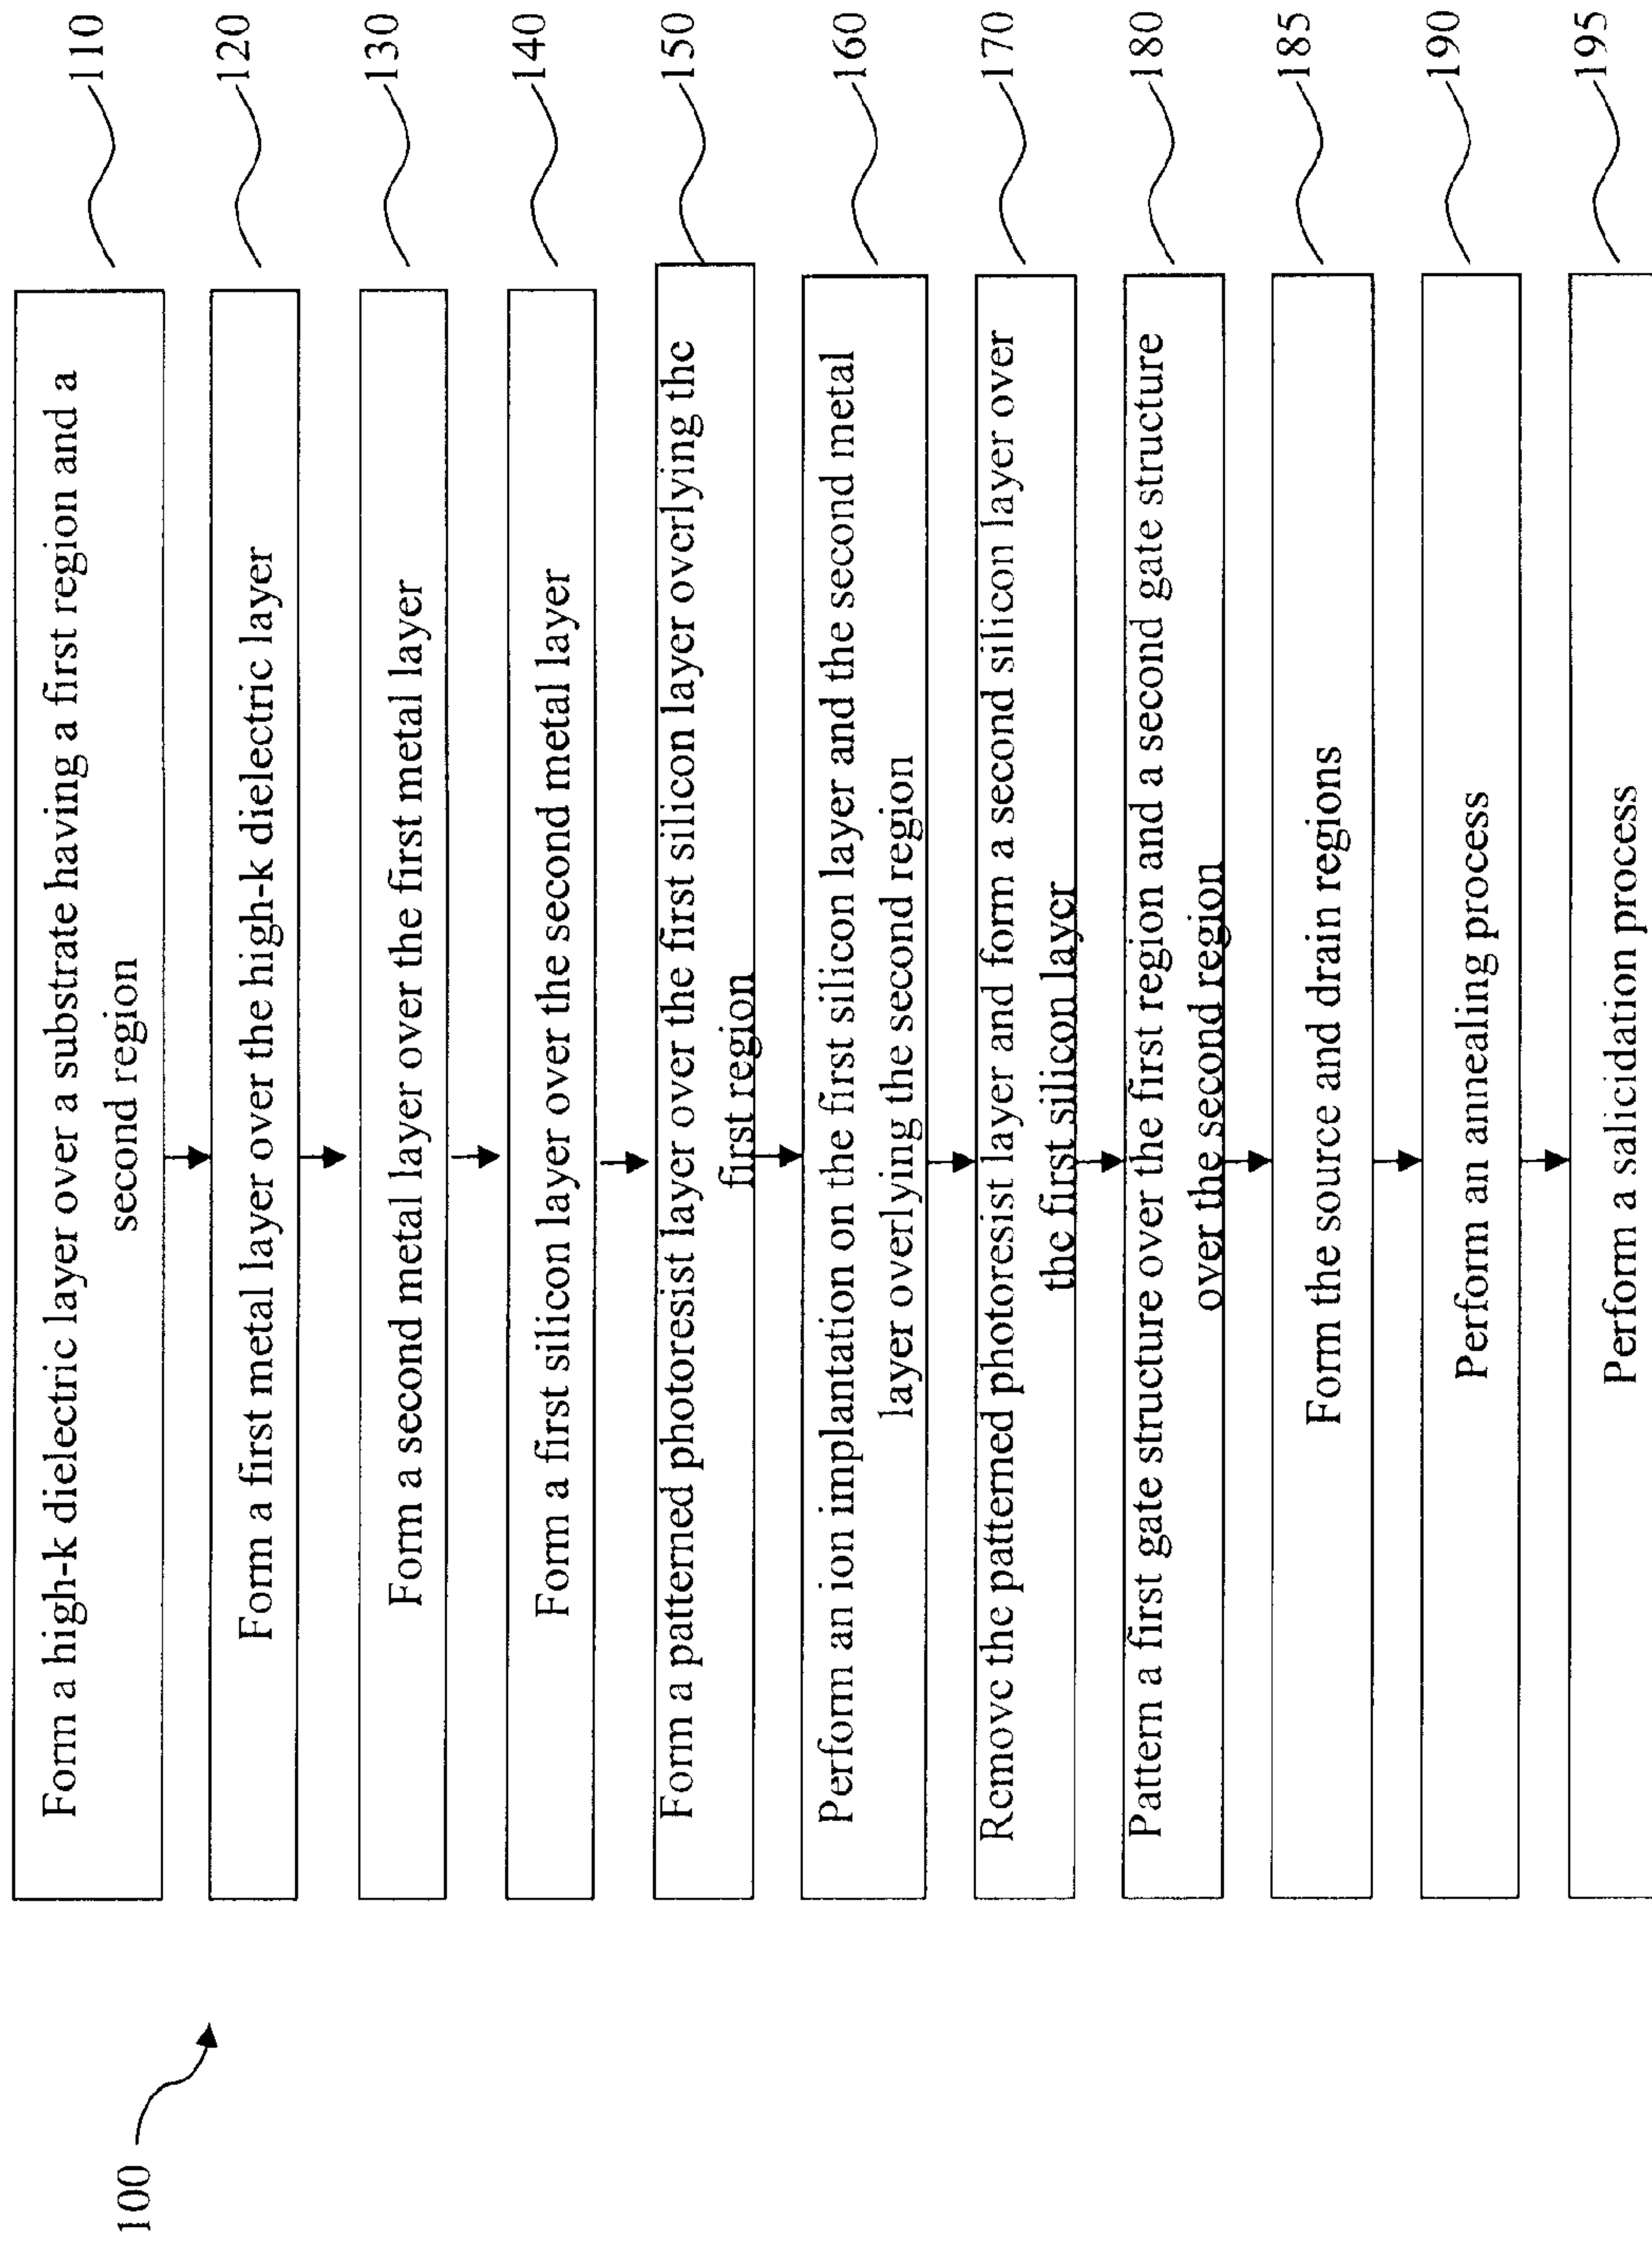 100
Form a high-k dielectric layer over a substrate having a first region and a
second region
110
Form a first metal layer over the high-k dielectric layer
120
Form a second metal layer over the first metal layer
130
Form a first silicon layer over the second metal layer
140
Form a patterned photoresist layer over the first silicon layer overlying the
first region
150
Perform an ion implantation on the first silicon layer and the second metal
layer overlying the second region
160
Remove the patterned photoresist layer and form a second silicon layer over
the first silicon layer
170
Pattern a first gate structure over the first region and a second gate structure
over the second region
180
Form the source and drain regions
185
Perform an annealing process
190
Perform a salicidation process
195